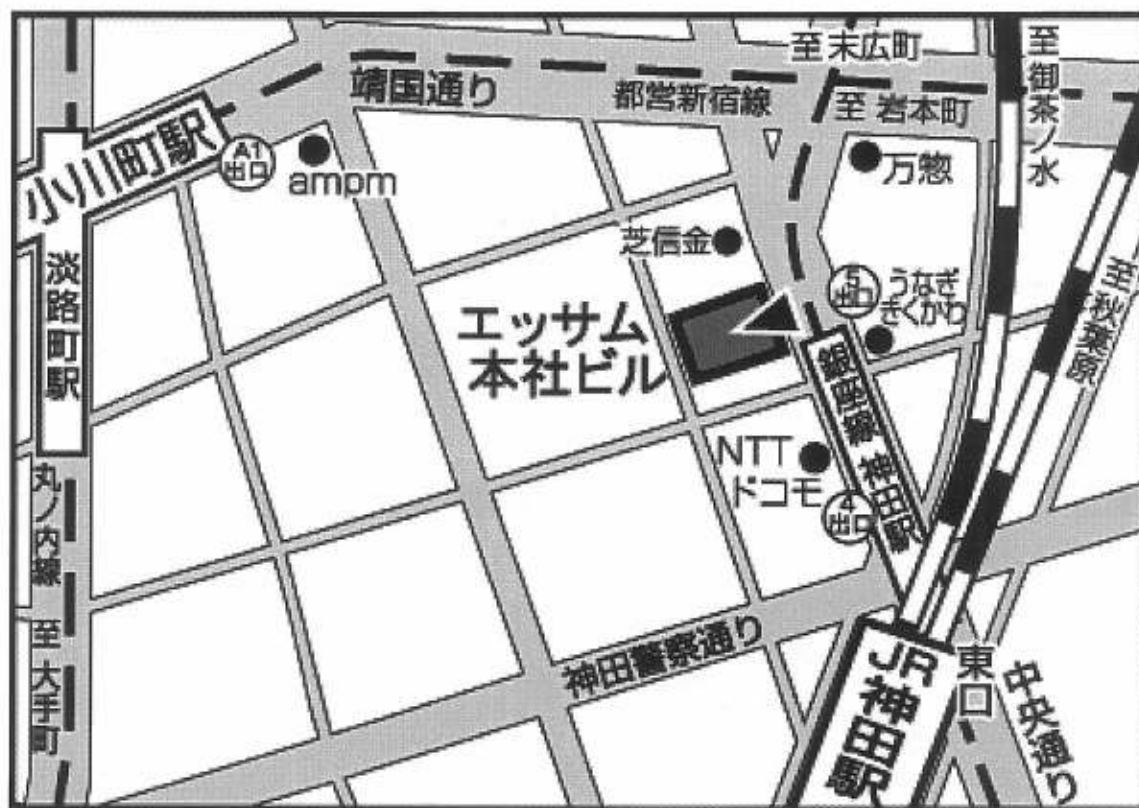 至末広町
至御茶ノ水
靖国通り
都営新宿線
至 岩本町
小川町駅
A1
出口
ampm
万惣
芝信金
淡路町駅
5
出口
うなぎ
きくかわ
至秋葉原
エッサム
本社ビル
銀座線 神田駅
NTT
ドコモ
4
出口
丸ノ内線 至 大手町
神田警察通り
JR
神田駅
東口
中央通り